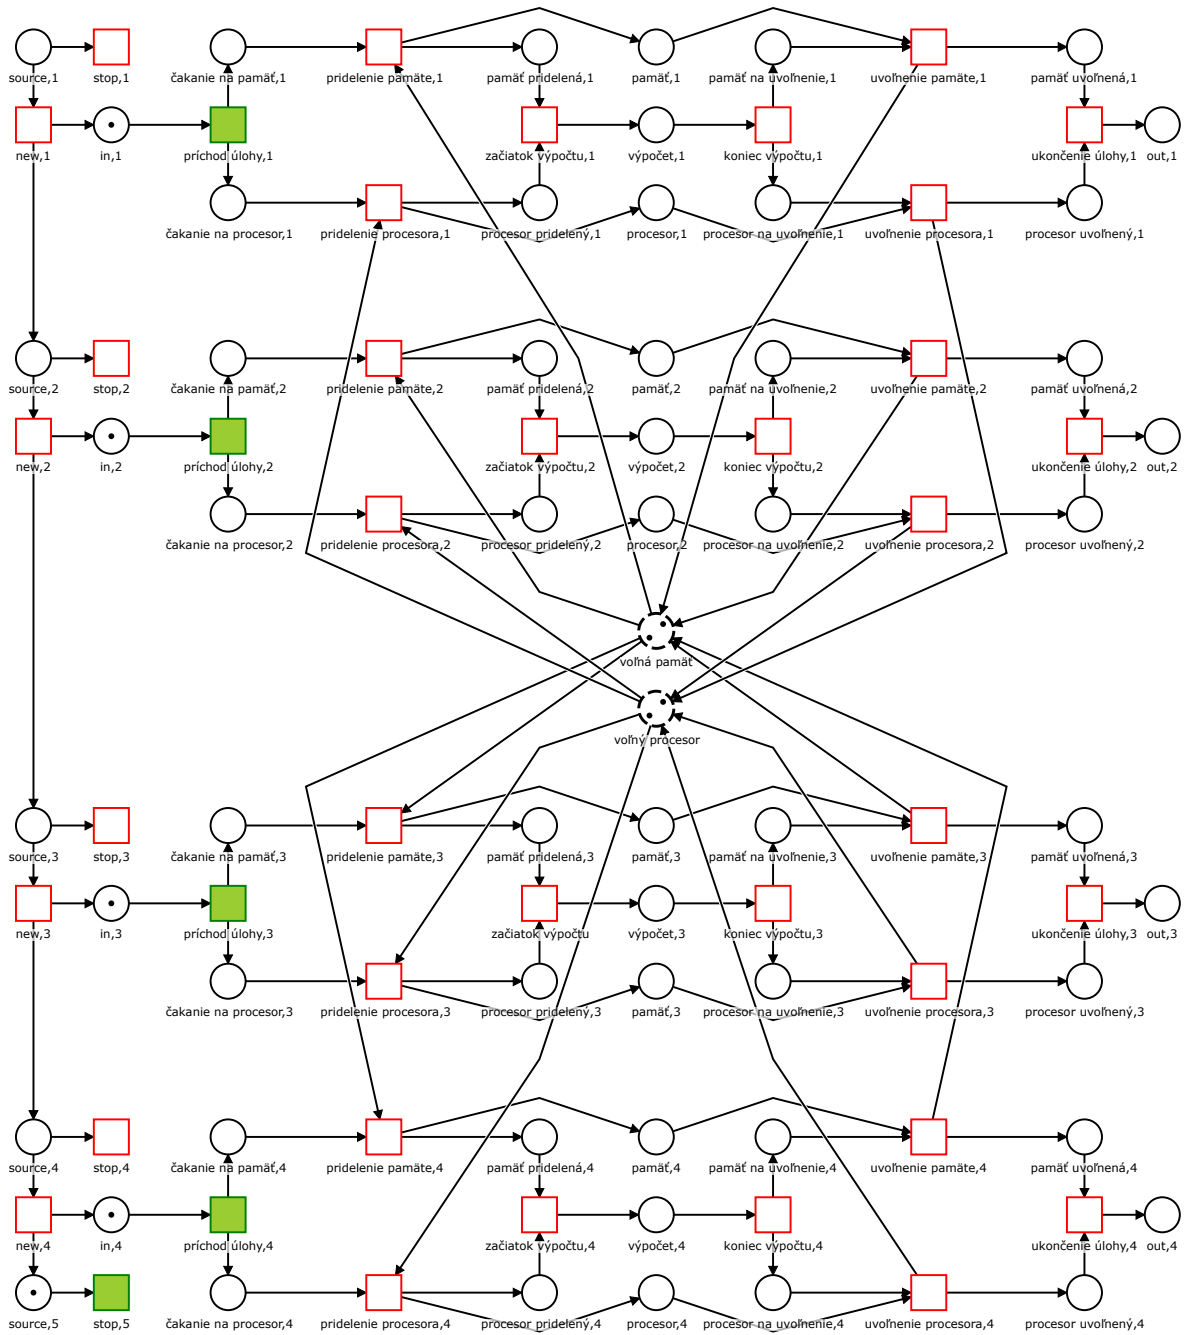 source,1
stop,1
čakanie na pamäť,1
pridelenie pamäte,1
pamäť pridelená,1
pamäť,1
pamäť na uvoľnenie,1
uvoľnenie pamäte,1
pamäť uvoľnená,1
new,1
in,1
príchod úlohy,1
začiatok výpočtu,1
výpočet,1
koniec výpočtu,1
ukončenie úlohy,1
out,1
čakanie na procesor,1
pridelenie procesora,1
procesor pridelený,1
procesor,1
procesor na uvoľnenie,1
uvoľnenie procesora,1
procesor uvoľnený,1
source,2
stop,2
čakanie na pamäť,2
pridelenie pamäte,2
pamäť pridelená,2
pamäť,2
pamäť na uvoľnenie,2
uvoľnenie pamäte,2
pamäť uvoľnená,2
new,2
in,2
príchod úlohy,2
začiatok výpočtu,2
výpočet,2
koniec výpočtu,2
ukončenie úlohy,2
out,2
čakanie na procesor,2
pridelenie procesora,2
procesor pridelený,2
procesor,2
procesor na uvoľnenie,2
uvoľnenie procesora,2
procesor uvoľnený,2
voľná pamäť
voľný procesor
source,3
stop,3
čakanie na pamäť,3
pridelenie pamäte,3
pamäť pridelená,3
pamäť,3
pamäť na uvoľnenie,3
uvoľnenie pamäte,3
pamäť uvoľnená,3
new,3
in,3
príchod úlohy,3
začiatok výpočtu
výpočet,3
koniec výpočtu,3
ukončenie úlohy,3
out,3
čakanie na procesor,3
pridelenie procesora,3
procesor pridelený,3
pamäť,3
procesor na uvoľnenie,3
uvoľnenie procesora,3
procesor uvoľnený,3
source,4
stop,4
čakanie na pamäť,4
pridelenie pamäte,4
pamäť pridelená,4
pamäť,4
pamäť na uvoľnenie,4
uvoľnenie pamäte,4
pamäť uvoľnená,4
new,4
in,4
príchod úlohy,4
začiatok výpočtu,4
výpočet,4
koniec výpočtu,4
ukončenie úlohy,4
out,4
source,5
stop,5
čakanie na procesor,4
pridelenie procesora,4
procesor pridelený,4
procesor,4
procesor na uvoľnenie,4
uvoľnenie procesora,4
procesor uvoľnený,4